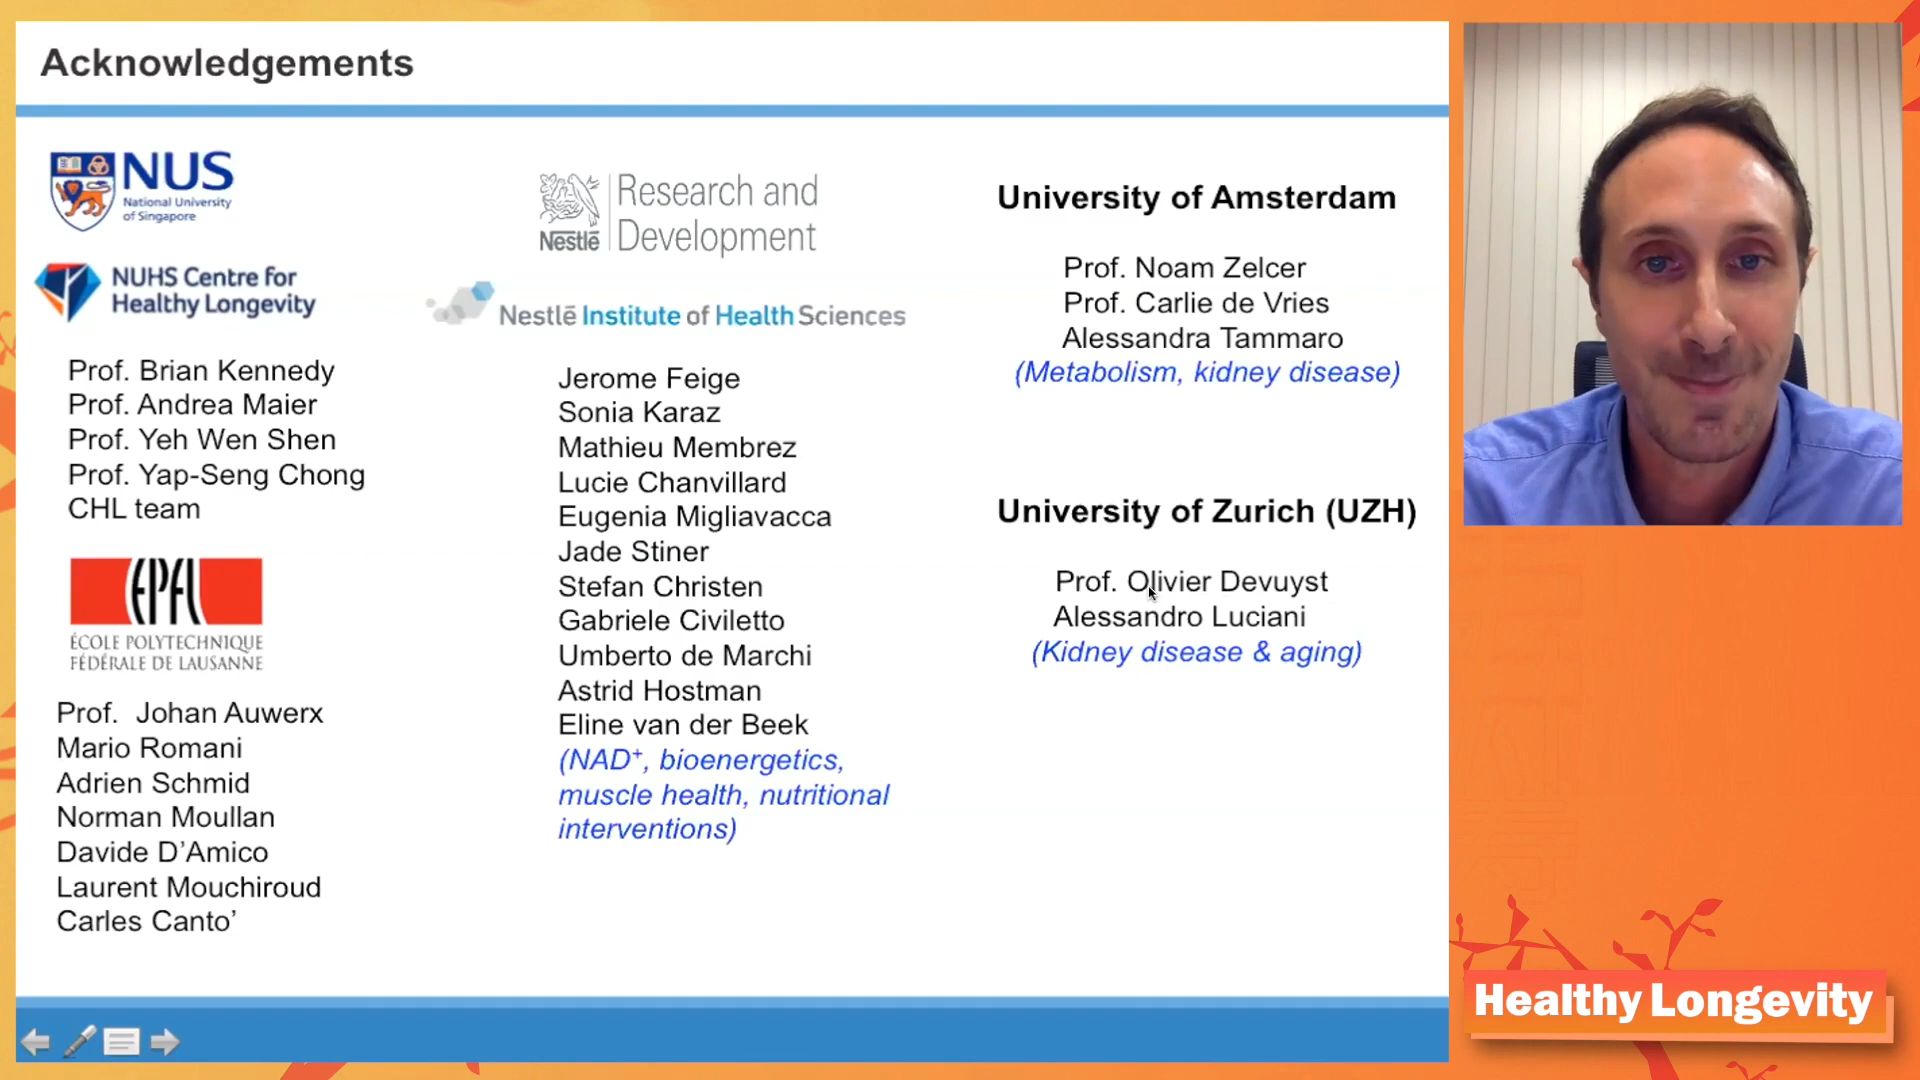 Acknowledgements
NUS
National University
of Singapore
NUHS Centre for
Healthy Longevity
Prof. Brian Kennedy
Prof. Andrea Maier
Prof. Yeh Wen Shen
Prof. Yap-Seng Chong
CHL team
EPFL
ÉCOLE POLYTECHNIQUE
FÉDÉRALE DE LAUSANNE
Prof. Johan Auwerx
Mario Romani
Adrien Schmid
Norman Moullan
Davide D’Amico
Laurent Mouchiroud
Carles Canto’
Nestlé
Research and
Development
Nestlé Institute of Health Sciences
Jerome Feige
Sonia Karaz
Mathieu Membrez
Lucie Chanvillard
Eugenia Migliavacca
Jade Stiner
Stefan Christen
Gabriele Civiletto
Umberto de Marchi
Astrid Hostman
Eline van der Beek
(NAD⁺, bioenergetics,
muscle health, nutritional
interventions)
University of Amsterdam
Prof. Noam Zelcer
Prof. Carlie de Vries
Alessandra Tammaro
(Metabolism, kidney disease)
University of Zurich (UZH)
Prof. Olivier Devuyst
Alessandro Luciani
(Kidney disease & aging)
Healthy Longevity